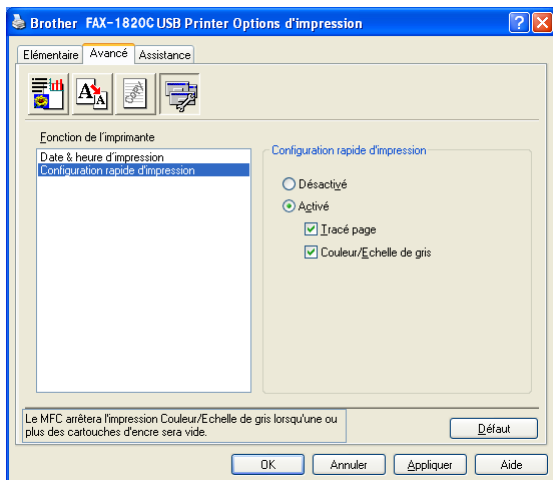 Brother FAX-1820C USB Printer Options d'impression
Elémentaire Avancé Assistance
Fonction de l'imprimante
Date & heure d'impression
Configuration rapide d'impression
Configuration rapide d'impression
Désactivé
Activé
Tracé page
Couleur/Echelle de gris
Le MFC arrêtera l'impression Couleur/Echelle de gris lorsqu'une ou
plus des cartouches d'encre sera vide.
Défaut
OK Annuler Appliquer Aide